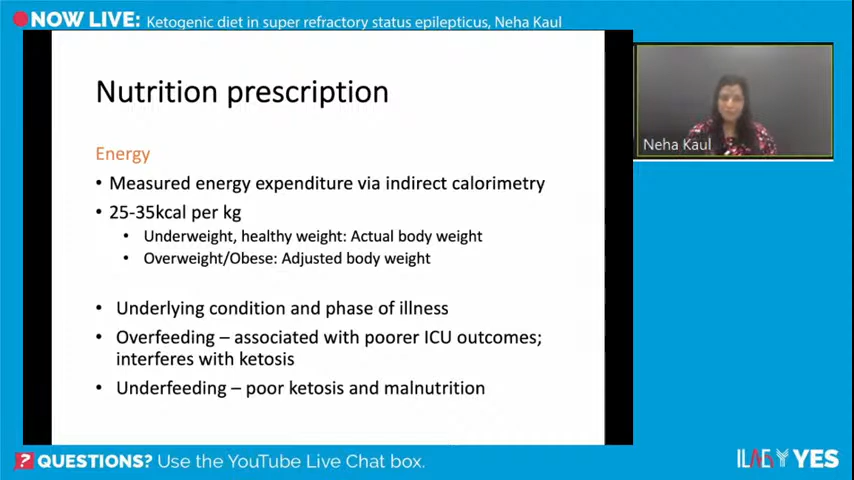 NOW LIVE: Ketogenic diet in super refractory status epilepticus, Neha Kaul
Nutrition prescription
Energy
• Measured energy expenditure via indirect calorimetry
• 25-35kcal per kg
• Underweight, healthy weight: Actual body weight
• Overweight/Obese: Adjusted body weight
• Underlying condition and phase of illness
• Overfeeding – associated with poorer ICU outcomes;
interferes with ketosis
• Underfeeding – poor ketosis and malnutrition
Neha Kaul
? QUESTIONS? Use the YouTube Live Chat box.
ILAE YES